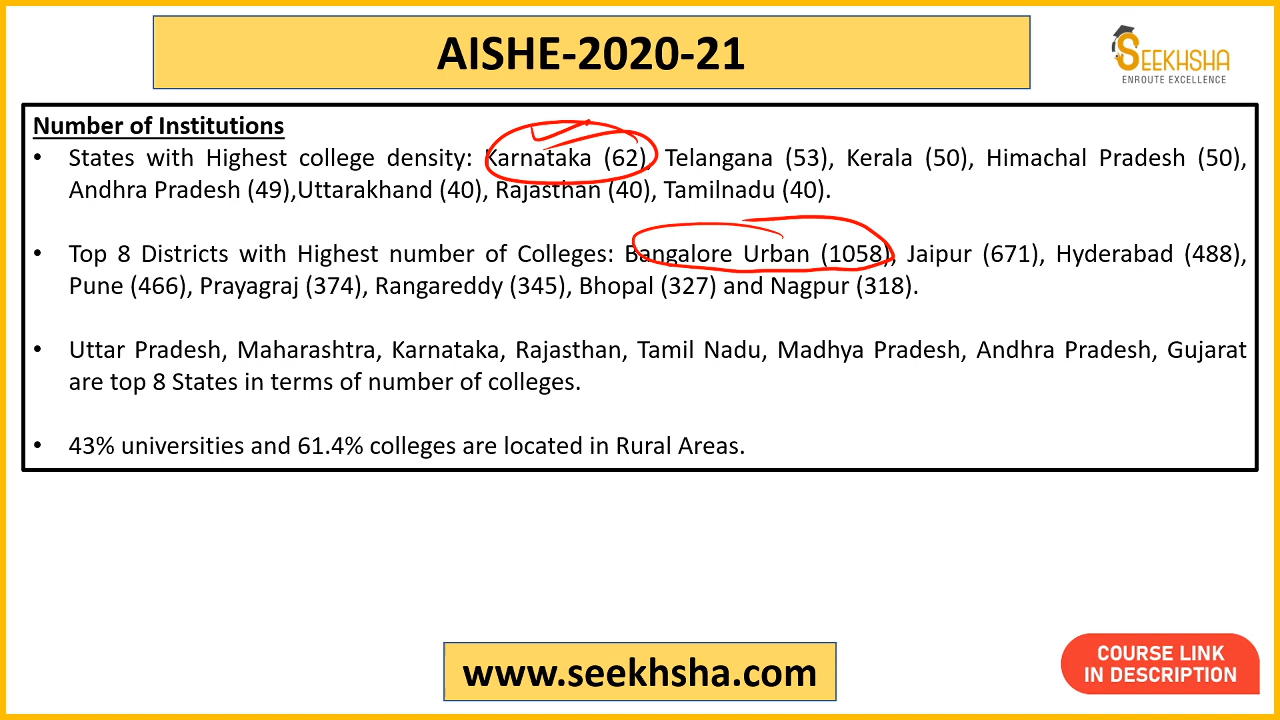 AISHE-2020-21
SEEKHSHA
ENROUTE EXCELLENCE
Number of Institutions
• States with Highest college density: Karnataka (62), Telangana (53), Kerala (50), Himachal Pradesh (50),
Andhra Pradesh (49),Uttarakhand (40), Rajasthan (40), Tamilnadu (40).
• Top 8 Districts with Highest number of Colleges: Bangalore Urban (1058), Jaipur (671), Hyderabad (488),
Pune (466), Prayagraj (374), Rangareddy (345), Bhopal (327) and Nagpur (318).
• Uttar Pradesh, Maharashtra, Karnataka, Rajasthan, Tamil Nadu, Madhya Pradesh, Andhra Pradesh, Gujarat
are top 8 States in terms of number of colleges.
• 43% universities and 61.4% colleges are located in Rural Areas.
www.seekhsha.com
COURSE LINK
IN DESCRIPTION